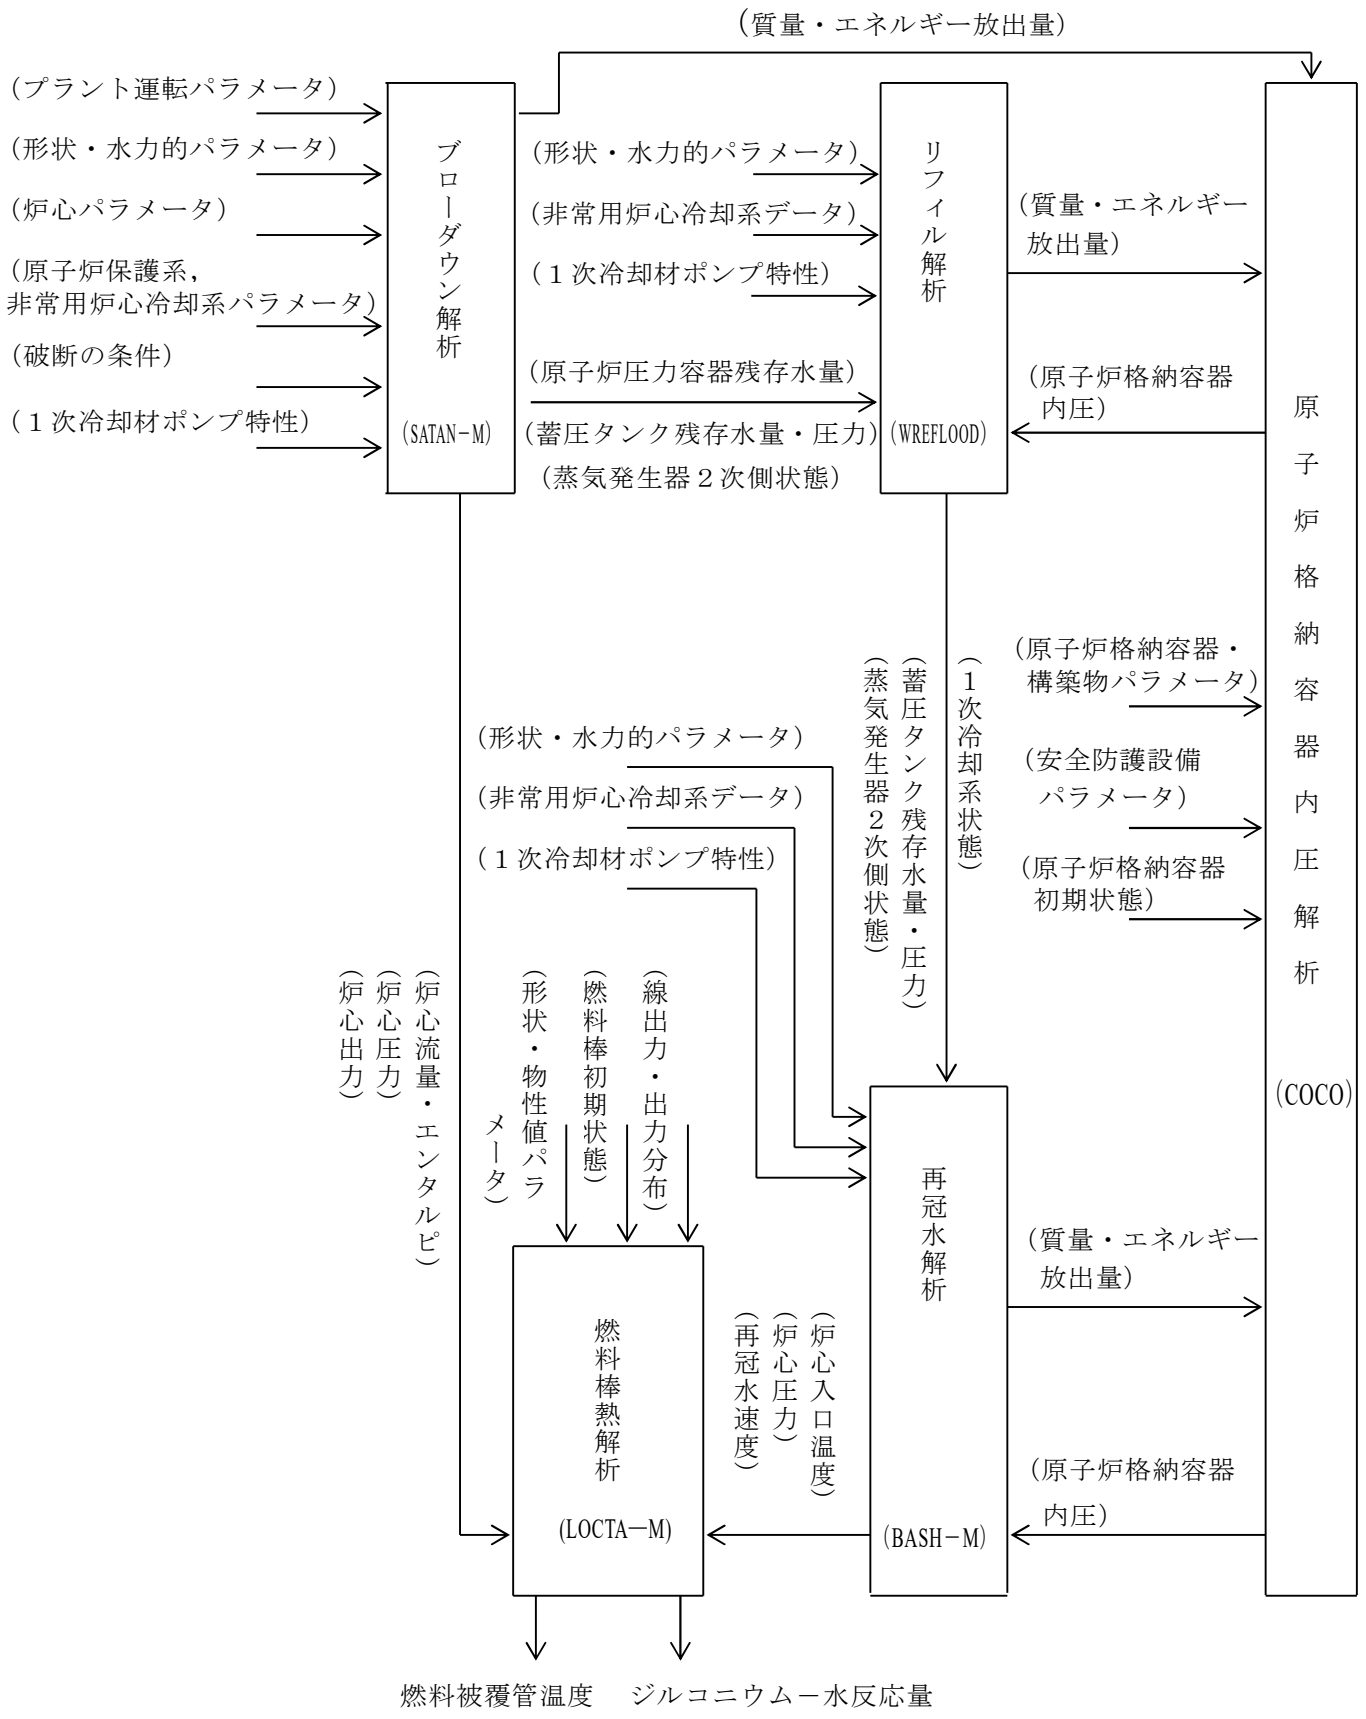 (質量・エネルギー放出量)
(プラント運転パラメータ)
(形状・水力的パラメータ)
(炉心パラメータ)
(原子炉保護系,
非常用炉心冷却系パラメータ)
(破断の条件)
(１次冷却材ポンプ特性)
ブローダウン解析
(SATAN−M)
(形状・水力的パラメータ)
(非常用炉心冷却系データ)
(１次冷却材ポンプ特性)
(原子炉圧力容器残存水量)
(蓄圧タンク残存水量・圧力)
(蒸気発生器２次側状態)
リフィル解析
(WREFLOOD)
(質量・エネルギー
放出量)
(原子炉格納容器
内圧)
原子炉格納容器内圧解析
(COCO)
(原子炉格納容器・
構築物パラメータ)
(安全防護設備
パラメータ)
(原子炉格納容器
初期状態)
(１次冷却系状態)
(蓄圧タンク残存水量・圧力)
(蒸気発生器２次側状態)
(形状・水力的パラメータ)
(非常用炉心冷却系データ)
(１次冷却材ポンプ特性)
(炉心流量・エンタルピ)
(炉心圧力)
(炉心出力)
(線出力・出力分布)
(燃料棒初期状態)
(形状・物性値パラ
メータ)
再冠水解析
(BASH−M)
(質量・エネルギー
放出量)
(原子炉格納容器
内圧)
(炉心入口温度)
(炉心圧力)
(再冠水速度)
燃料棒熱解析
(LOCTA―M)
燃料被覆管温度
ジルコニウム−水反応量